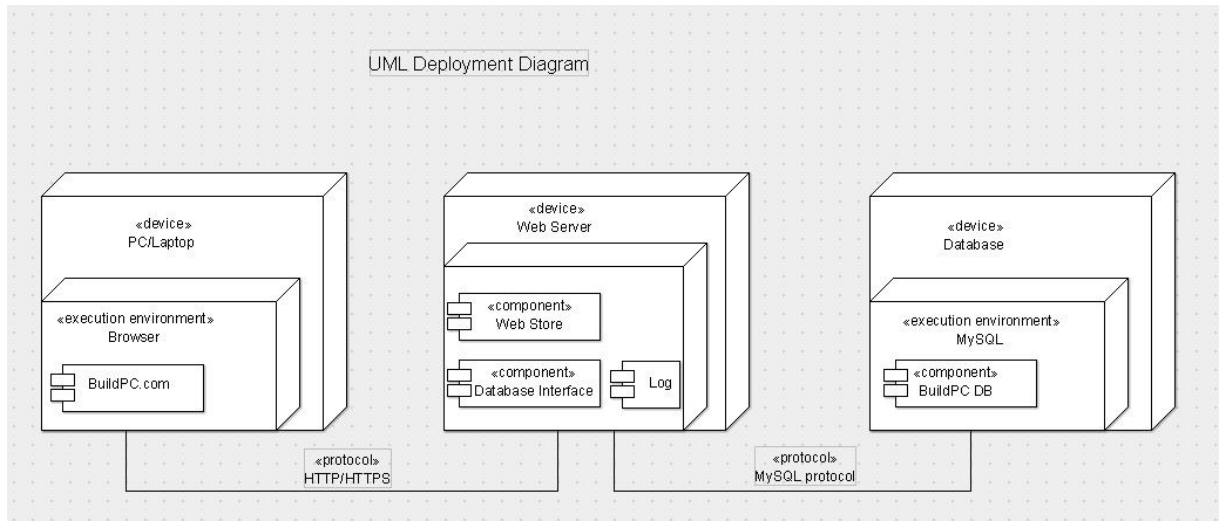 UML Deployment Diagram
«device»
PC/Laptop
«execution environment»
Browser
BuildPC.com
«device»
Web Server
«component»
Web Store
«component»
Database Interface
Log
«device»
Database
«execution environment»
MySQL
«component»
BuildPC DB
«protocol»
HTTP/HTTPS
«protocol»
MySQL protocol